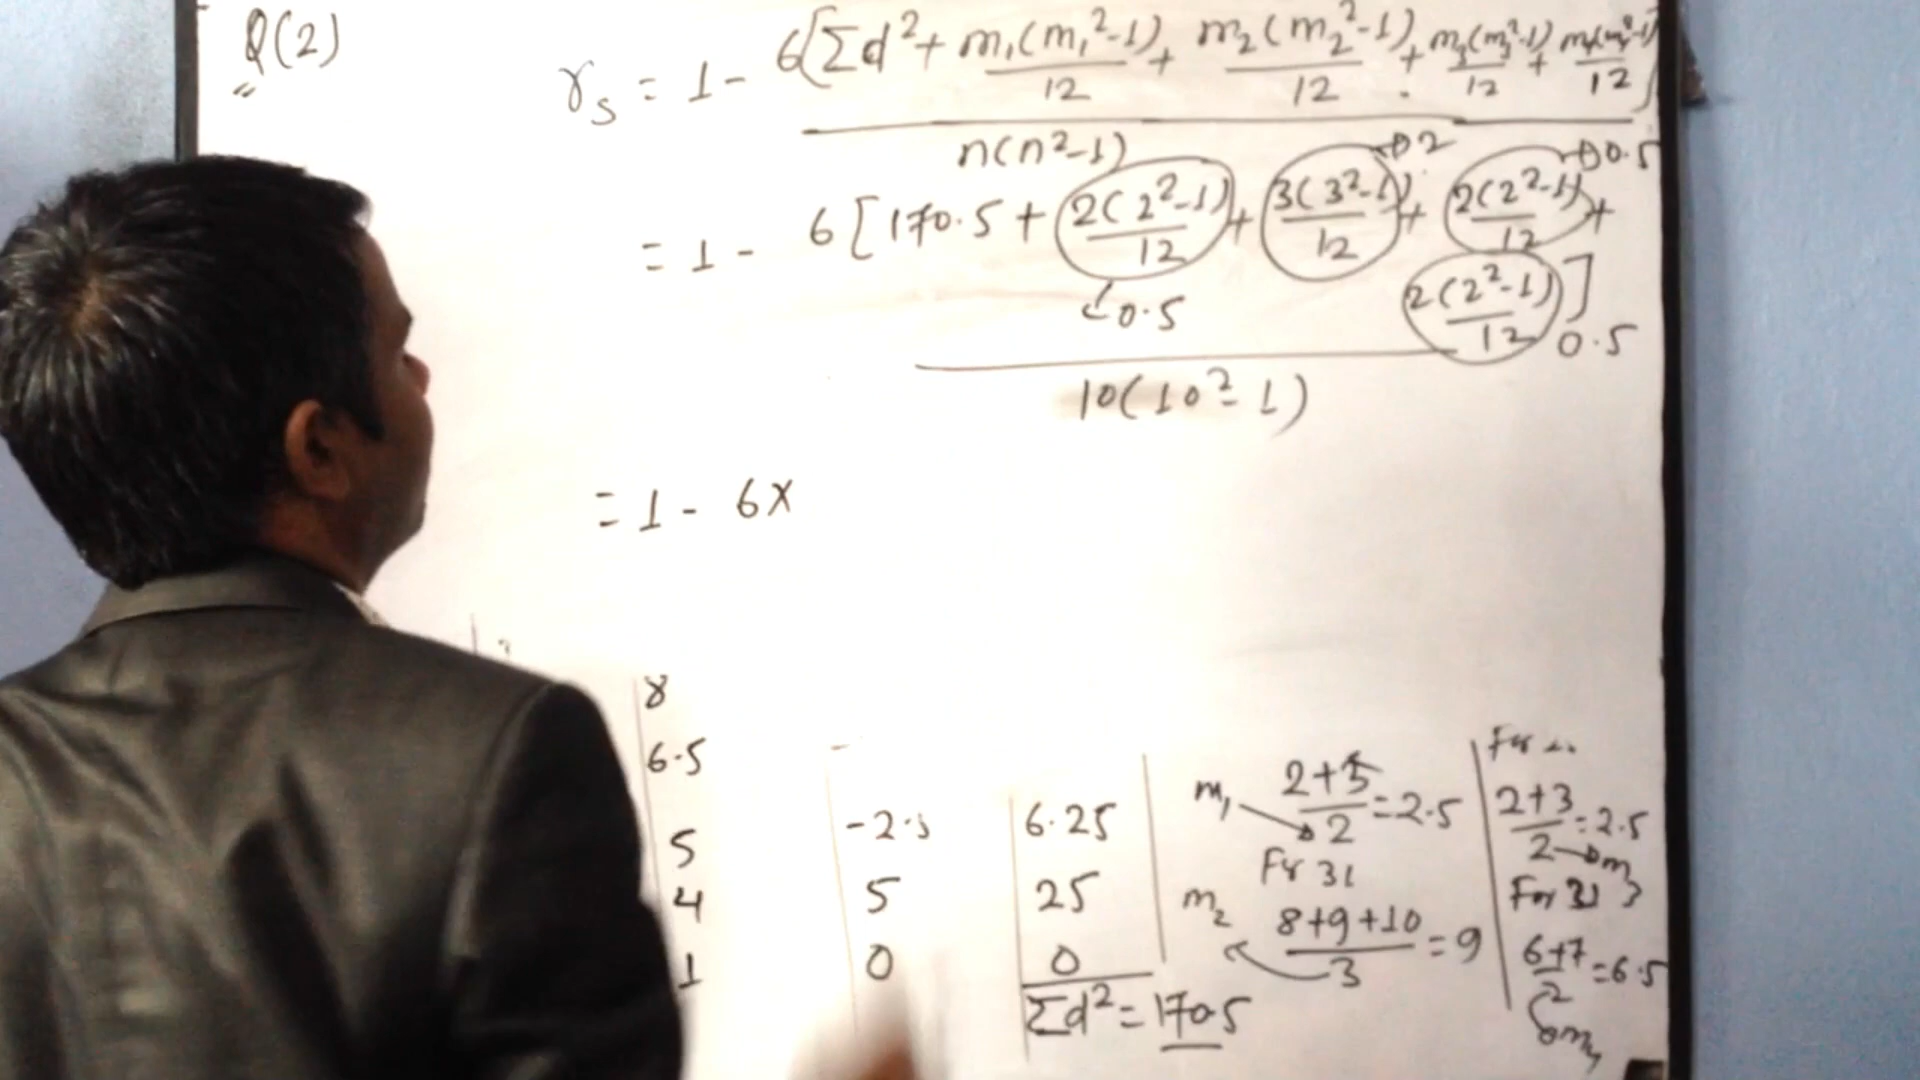 Q(2)
rs = 1 - 6[Σd² + m₁(m₁²-1)/12 + m₂(m₂²-1)/12 + m₃(m₃²-1)/12 + m₄(m₄²-1)/12]
n(n²-1)
= 1 - 6[170.5 + 2(2²-1)/12 + 3(3²-1)/12 + 2(2²-1)/12 +
2 0.5
2(2²-1)/12]
0.5 0.5
10(10²-1)
= 1 - 6x
8
6.5
5 -2.5 6.25
4 5 25
1 0 0
Σd² = 170.5
m₁ 2+3/2 = 2.5
For 31
m₂ 8+9+10/3 = 9
For
2+3/2 = 2.5
m₃
For 31
6+7/2 = 6.5
m₄